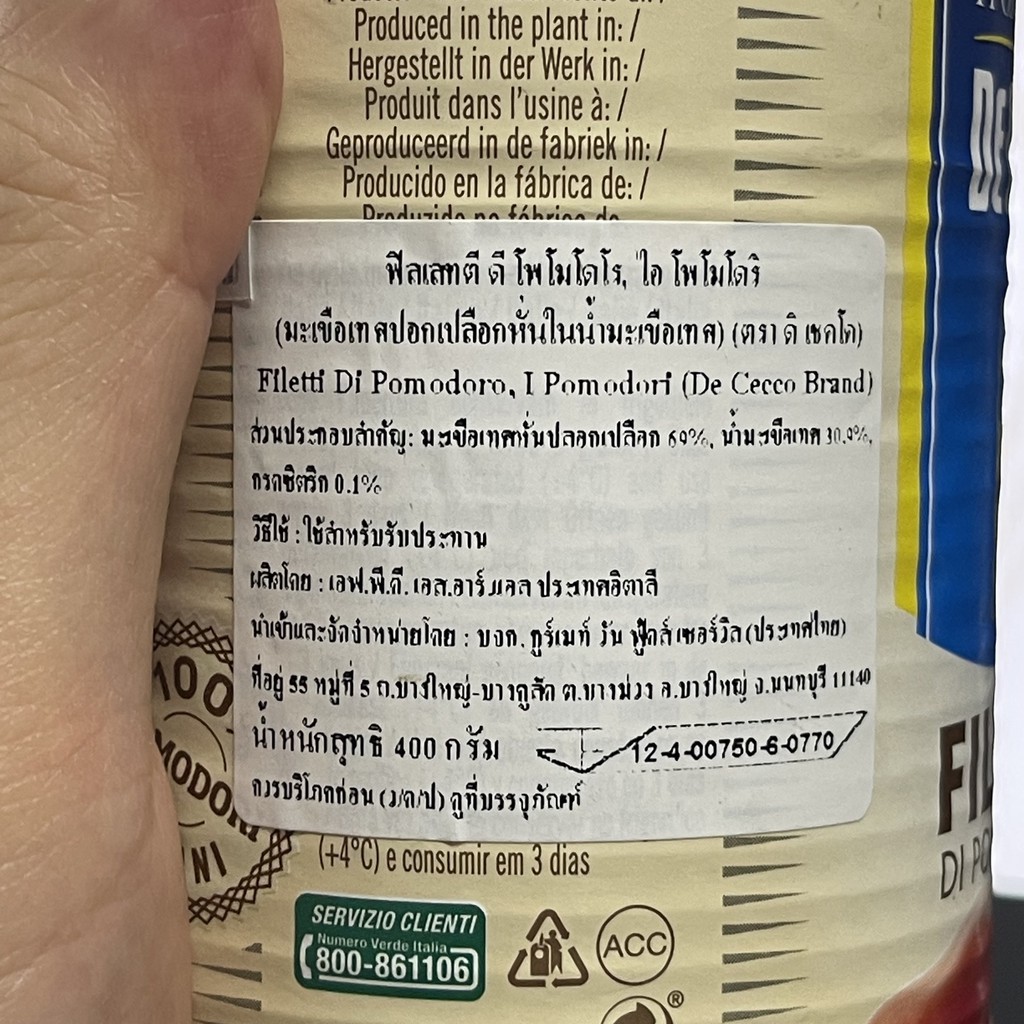 Produced in the plant in: /
Hergestellt in der Werk in: /
Produit dans l'usine à: /
Geproduceerd in de fabriek in: /
Producido en la fábrica de: /
Produzido na fábrica de
ฟีลเลทตี ดี โพโมโดโร, ไอ โพโมโดริ
(มะเขือเทศปอกเปลือกหั่นในน้ำมะเขือเทศ) (ตรา ดิ เชคโค)
Filetti Di Pomodoro, I Pomodori (De Cecco Brand)
ส่วนประกอบสำคัญ: มะเขือเทศหั่นปลอกเปลือก 69%, น้ำมะเขือเทศ 30.9%,
กรดซิตริก 0.1%
วิธีใช้ : ใช้สำหรับรับประทาน
ผลิตโดย : เอฟ.พี.ดี. เอส.อาร์.แอล ประเทศอิตาลี
นำเข้าและจัดจำหน่ายโดย : บจก. กูร์เมท์ วัน ฟู้ดส์ เซอร์วิส (ประเทศไทย)
ที่อยู่ 55 หมู่ที่ 5 ถ.บางใหญ่-บางคูลัด ต.บางม่วง อ.บางใหญ่ จ.นนทบุรี 11140
น้ำหนักสุทธิ 400 กรัม
12-4-00750-6-0770
ควรบริโภคก่อน (ว/ด/ป) ดูที่บรรจุภัณฑ์
(+4°C) e consumir em 3 dias
SERVIZIO CLIENTI
Numero Verde Italia
800-861106
ACC
®
100
MODORI
NI
DE
FIL
DI PO